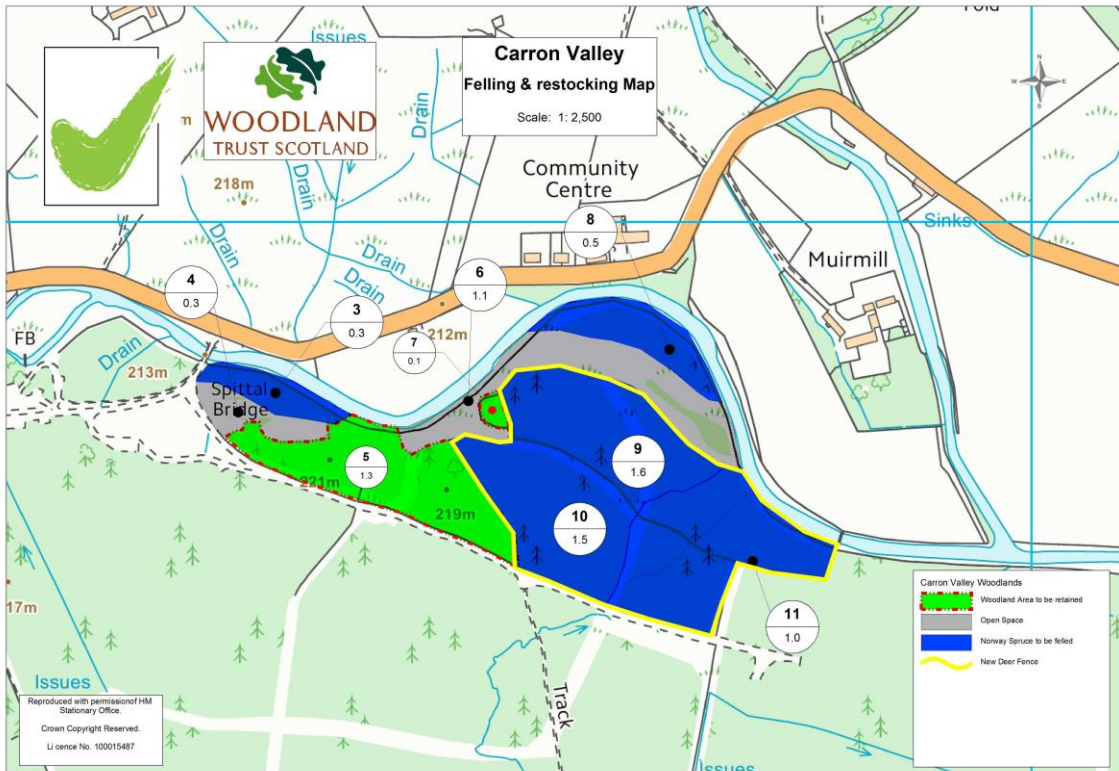 Issues
WOODLAND
TRUST SCOTLAND
Carron Valley
Felling & restocking Map
Scale: 1: 2,500
N
W
E
S
m
218m
Drain
Drain
Drain
Drain
Drain
Community
Centre
8
0.5
Sinks
Muirmill
4
0.3
3
0.3
6
1.1
7
0.1
212m
FB
Drain
213m
Spittal
Bridge
5
1.3
221m
219m
9
1.6
10
1.5
11
1.0
17m
Issues
Track
Issues
Reproduced with permissionof HM
Stationary Office.
Crown Copyright Reserved.
Li cence No. 100015487
Carron Valley Woodlands
Woodland Area to be retained
Open Space
Norway Spruce to be felled
New Deer Fence